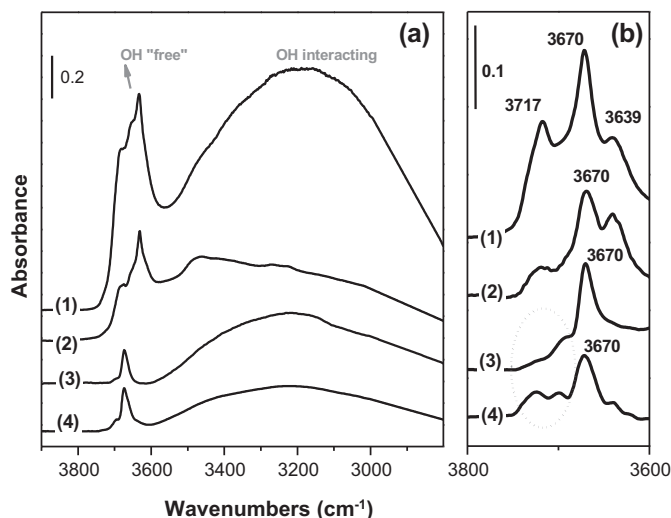 (a)
OH "free"
OH interacting
0.2
(1)
(2)
(3)
(4)
Absorbance
3800 3600 3400 3200 3000
(b)
0.1
3670
3717
3639
(1)
3670
(2)
3670
(3)
3670
(4)
3800 3600
Wavenumbers (cm⁻¹)